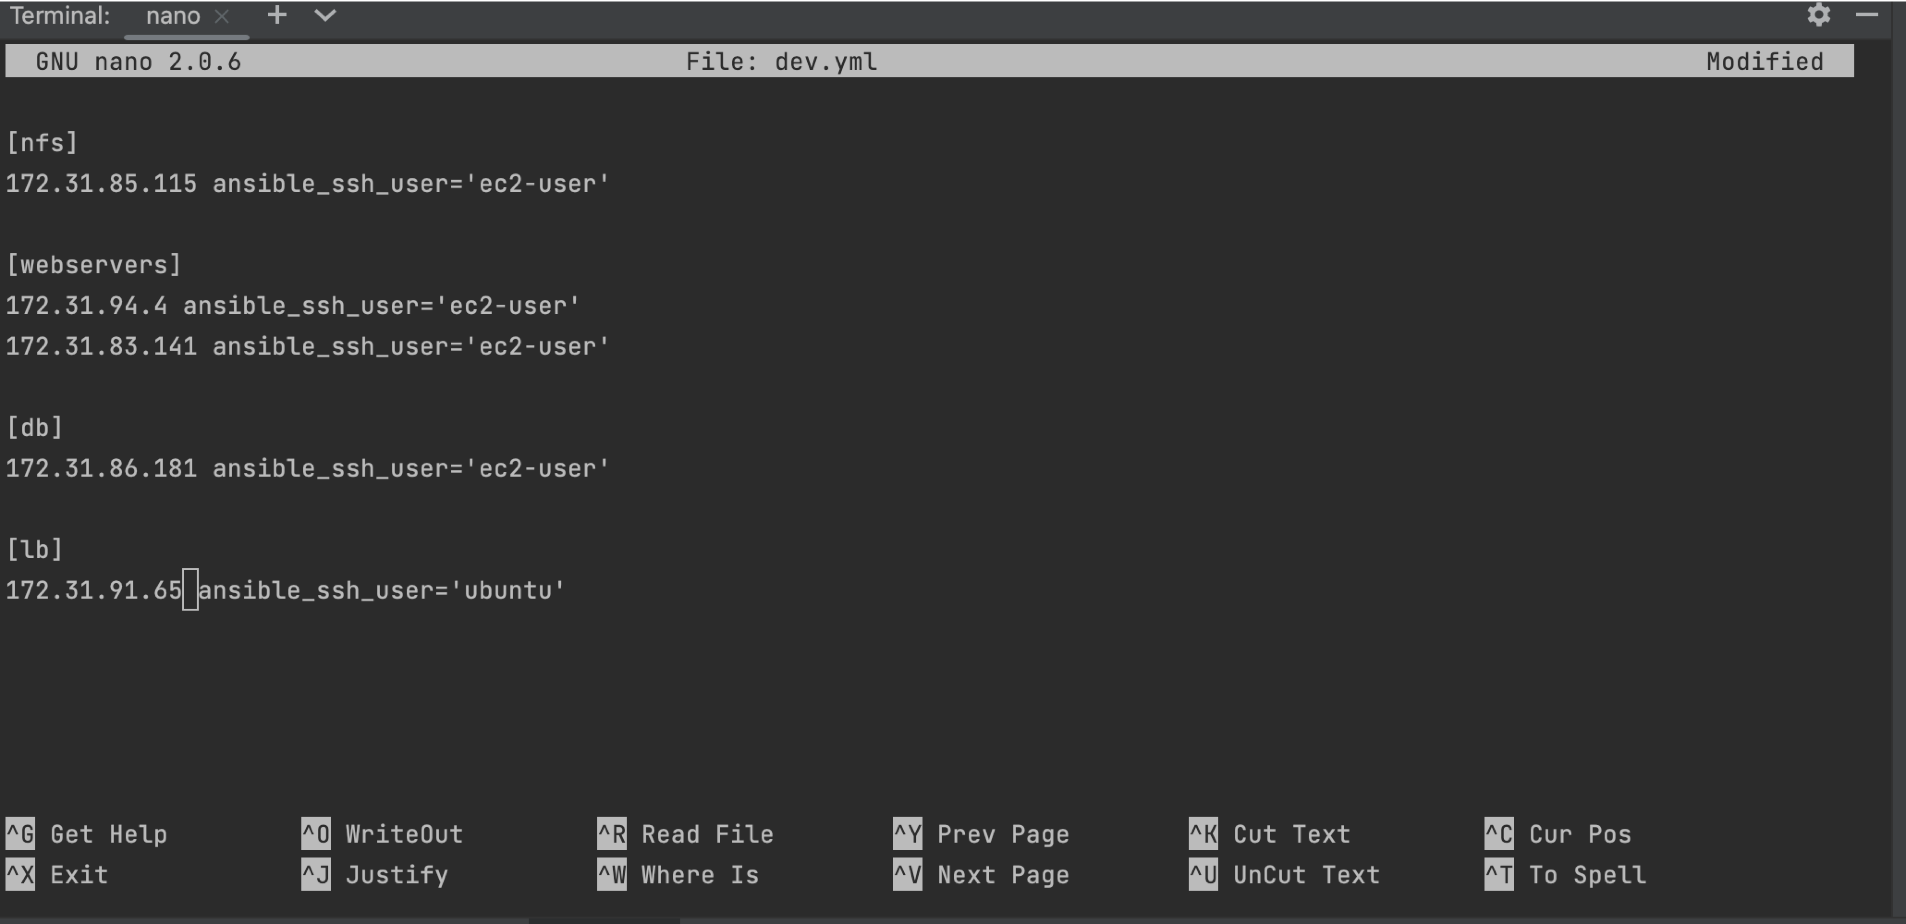 Terminal: nano × + ⌄
GNU nano 2.0.6 File: dev.yml Modified
[nfs]
172.31.85.115 ansible_ssh_user='ec2-user'
[webservers]
172.31.94.4 ansible_ssh_user='ec2-user'
172.31.83.141 ansible_ssh_user='ec2-user'
[db]
172.31.86.181 ansible_ssh_user='ec2-user'
[lb]
172.31.91.65 ansible_ssh_user='ubuntu'
^G Get Help ^O WriteOut ^R Read File ^Y Prev Page ^K Cut Text ^C Cur Pos
^X Exit ^J Justify ^W Where Is ^V Next Page ^U UnCut Text ^T To Spell